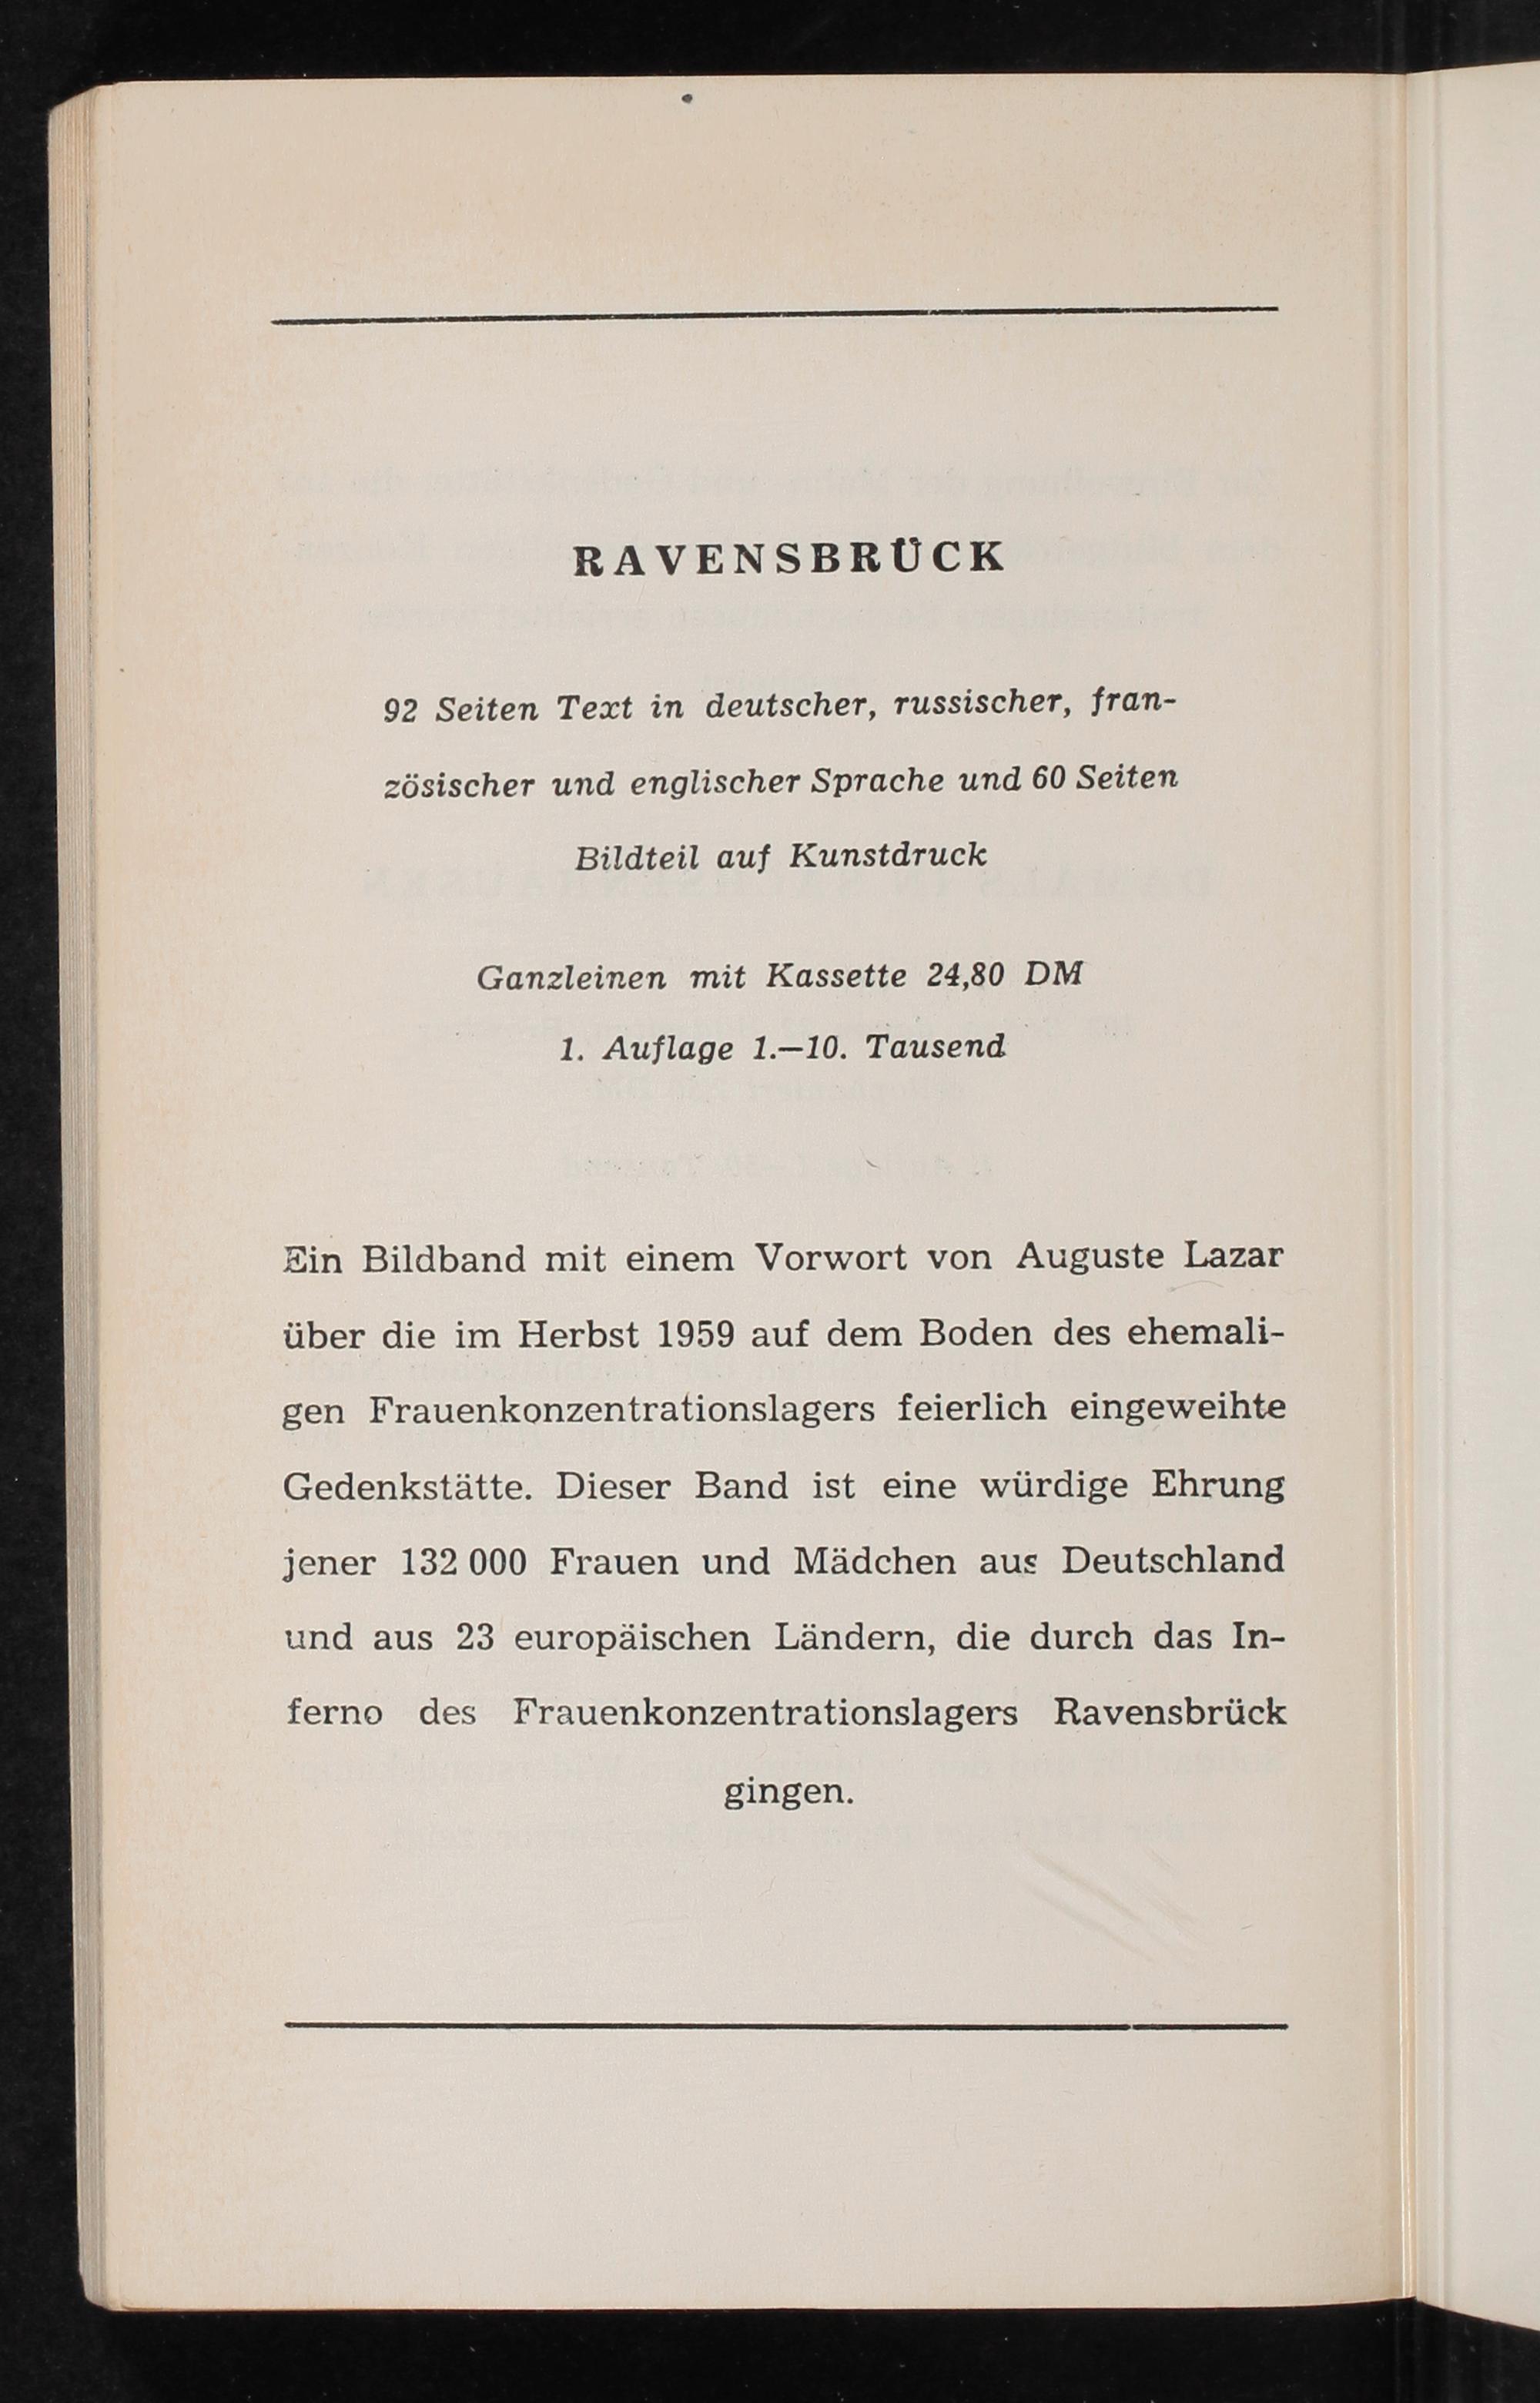 RAVENSBRÜCK
92 Seiten Text in deutscher, russischer, fran-
zösischer und englischer Sprache und 60 Seiten
Bildteil auf Kunstdruck
Ganzleinen mit Kassette 24,80 DM
1. Auflage 1.—10. Tausend
Ein Bildband mit einem Vorwort von Auguste Lazar
über die im Herbst 1959 auf dem Boden des ehemali-
gen Frauenkonzentrationslagers feierlich eingeweihte
Gedenkstätte. Dieser Band ist eine würdige Ehrung
jener 132 000 Frauen und Mädchen aus Deutschland
und aus 23 europäischen Ländern, die durch das In-
ferno des Frauenkonzentrationslagers Ravensbrück
gingen.